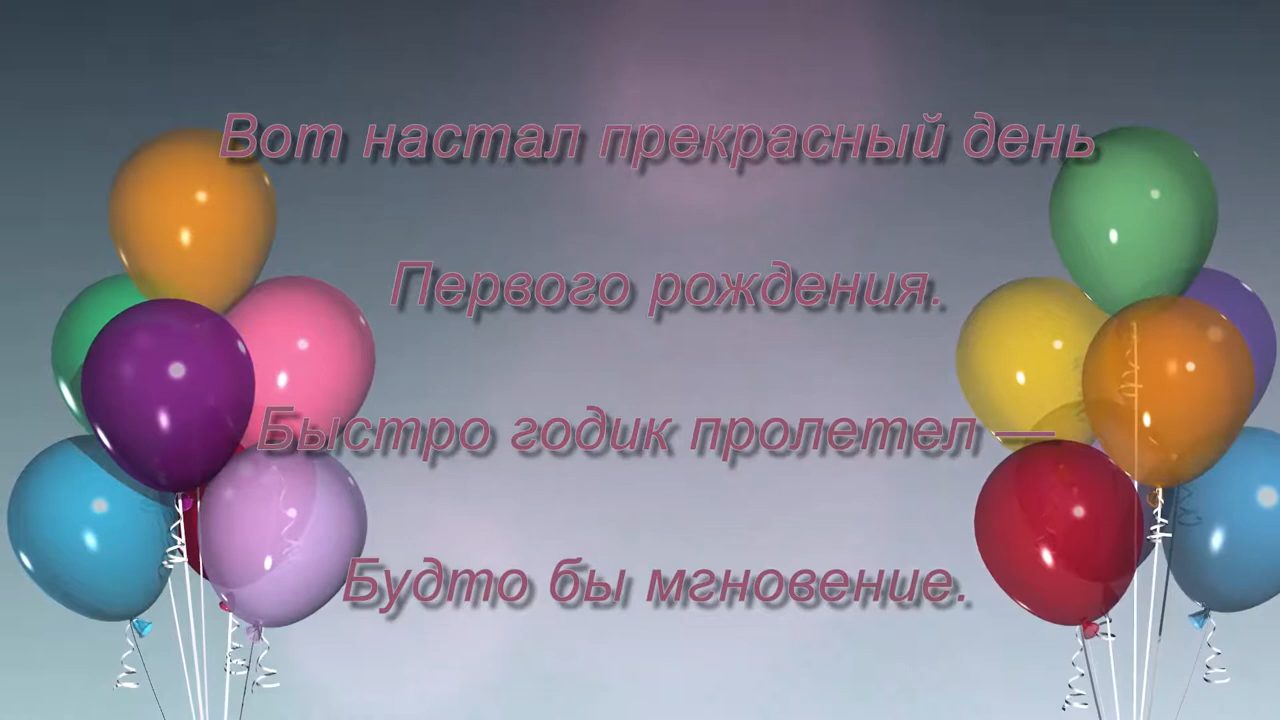 Вот настал прекрасный день
Первого рождения.
Быстро годик пролетел —
Будто бы мгновение.